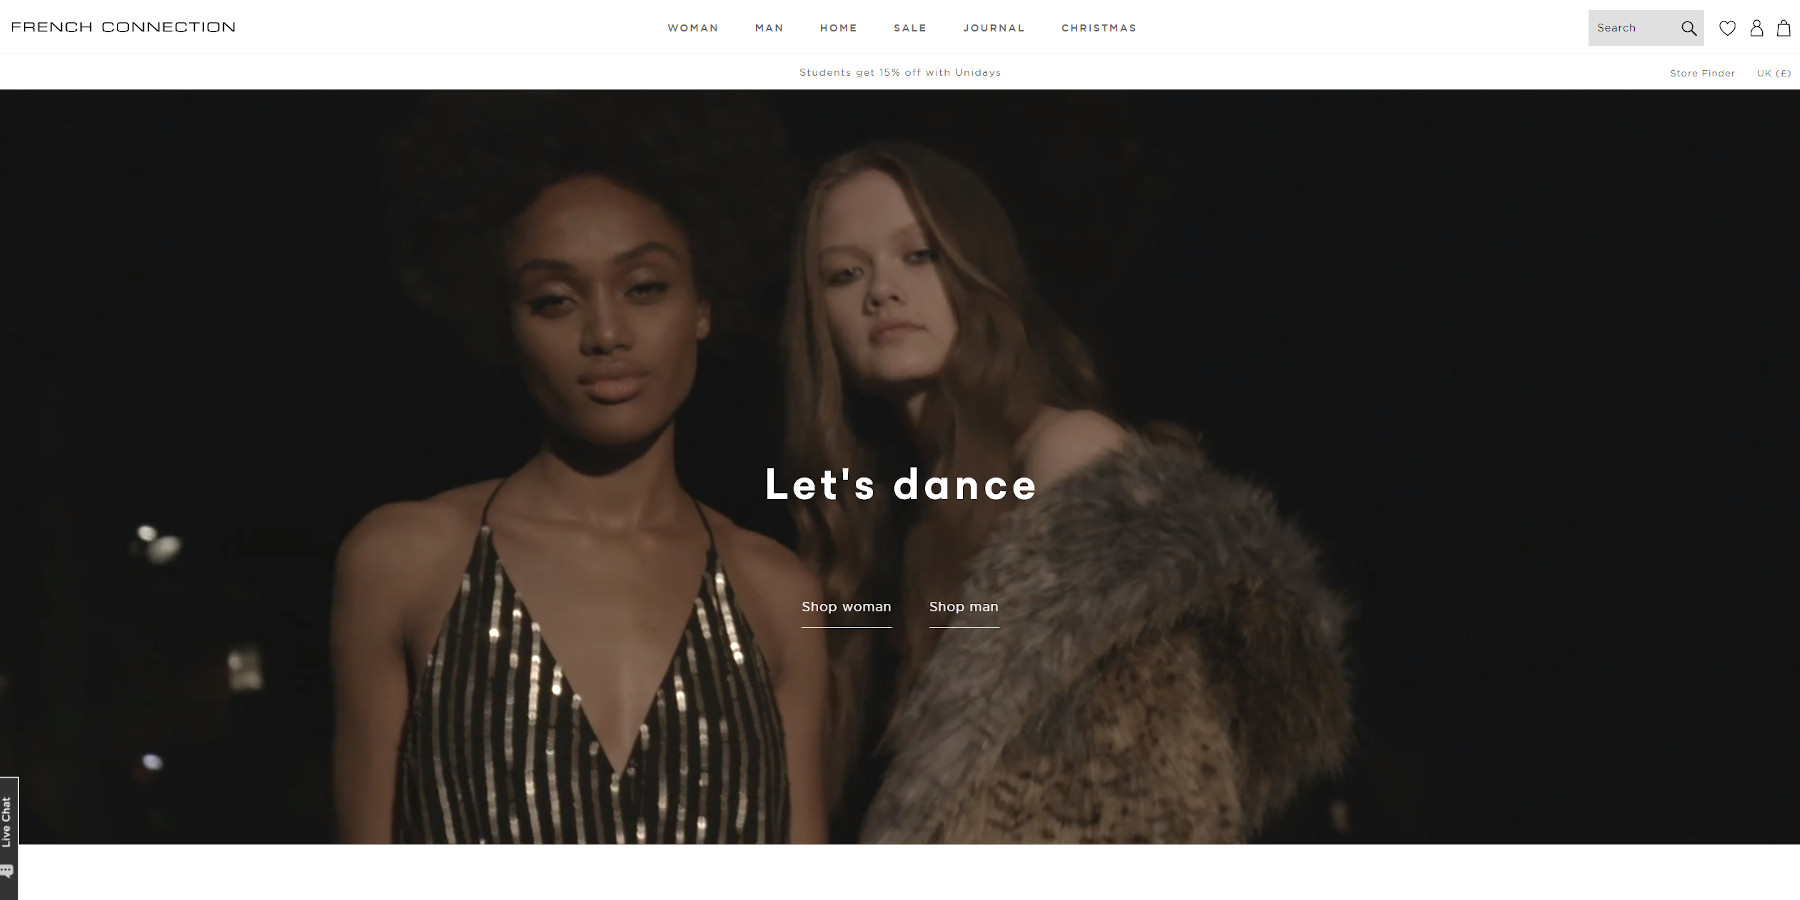 FRENCH CONNECTION
WOMAN MAN HOME SALE JOURNAL CHRISTMAS
Search
Students get 15% off with Unidays
Store Finder UK (£)
Let's dance
Shop woman Shop man
Live Chat